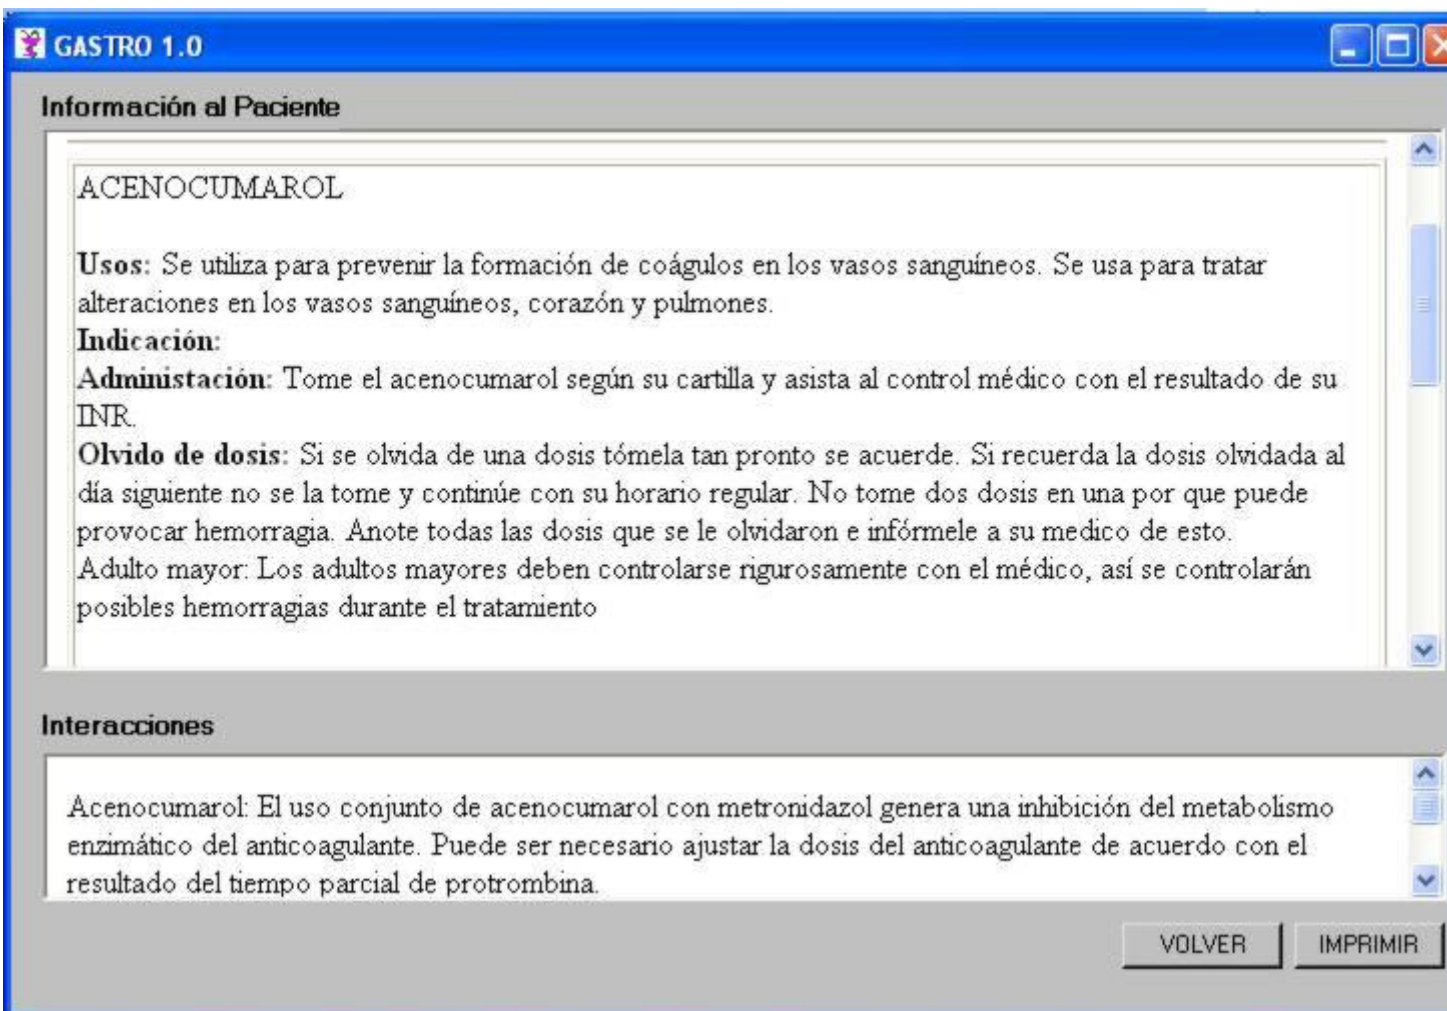 GASTRO 1.0
Información al Paciente
ACENOCUMAROL
Usos: Se utiliza para prevenir la formación de coágulos en los vasos sanguíneos. Se usa para tratar
alteraciones en los vasos sanguíneos, corazón y pulmones.
Indicación:
Administación: Tome el acenocumarol según su cartilla y asista al control médico con el resultado de su
INR.
Olvido de dosis: Si se olvida de una dosis tómela tan pronto se acuerde. Si recuerda la dosis olvidada al
día siguiente no se la tome y continúe con su horario regular. No tome dos dosis en una por que puede
provocar hemorragia. Anote todas las dosis que se le olvidaron e infórmele a su medico de esto.
Adulto mayor: Los adultos mayores deben controlarse rigurosamente con el médico, así se controlarán
posibles hemorragias durante el tratamiento
Interacciones
Acenocumarol: El uso conjunto de acenocumarol con metronidazol genera una inhibición del metabolismo
enzimático del anticoagulante. Puede ser necesario ajustar la dosis del anticoagulante de acuerdo con el
resultado del tiempo parcial de protrombina.
VOLVER IMPRIMIR